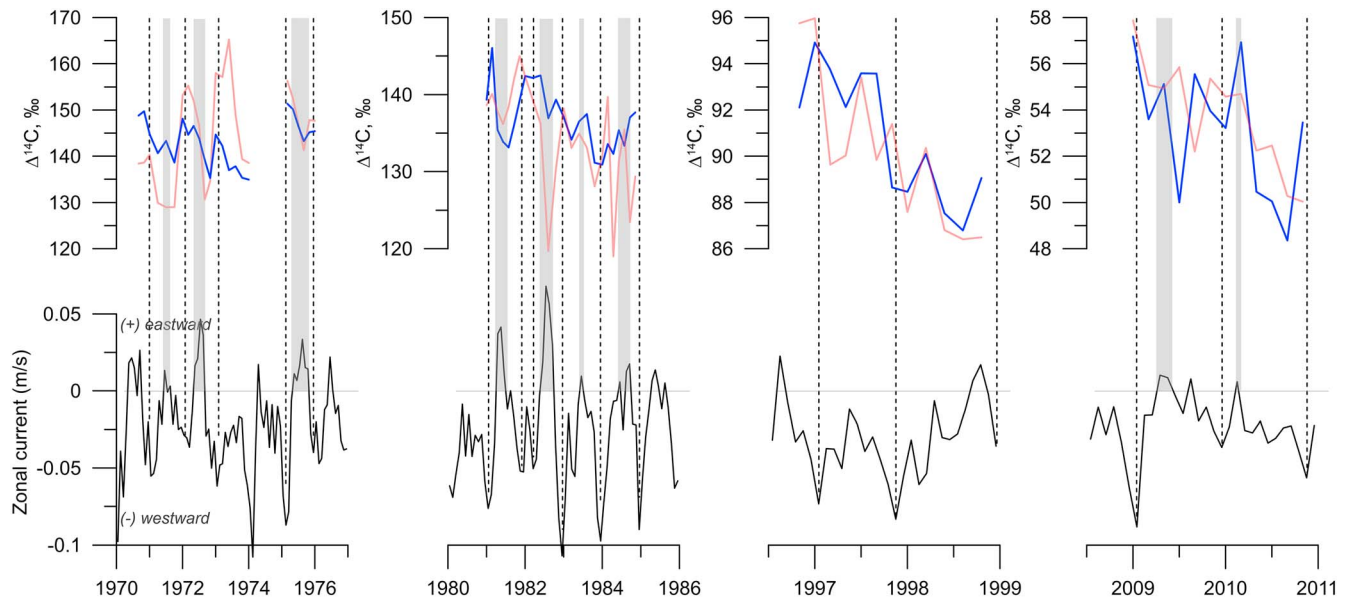 170
160
150
140
130
120
Δ¹⁴C, ‰
150
140
130
120
Δ¹⁴C, ‰
96
94
92
90
88
86
Δ¹⁴C, ‰
58
56
54
52
50
48
Δ¹⁴C, ‰
0.05
0
-0.05
-0.1
Zonal current (m/s)
(+) eastward
(-) westward
1970 1972 1974 1976
1980 1982 1984 1986
1997 1998 1999
2009 2010 2011